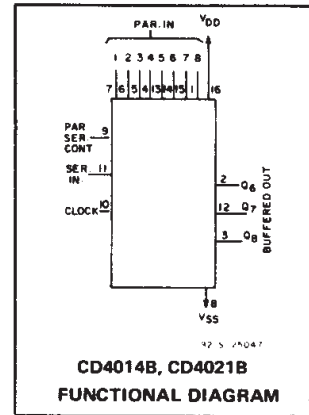 PAR. IN
VDD
1 2 3 4 5 6 7 8
7 6 5 4 13 14 15 1 16
PAR
SER.
CONT
9
SER.
IN
11
CLOCK
10
2
Q6
12
Q7
3
Q8
BUFFERED OUT
8
VSS
92 S 25047
CD4014B, CD4021B
FUNCTIONAL DIAGRAM